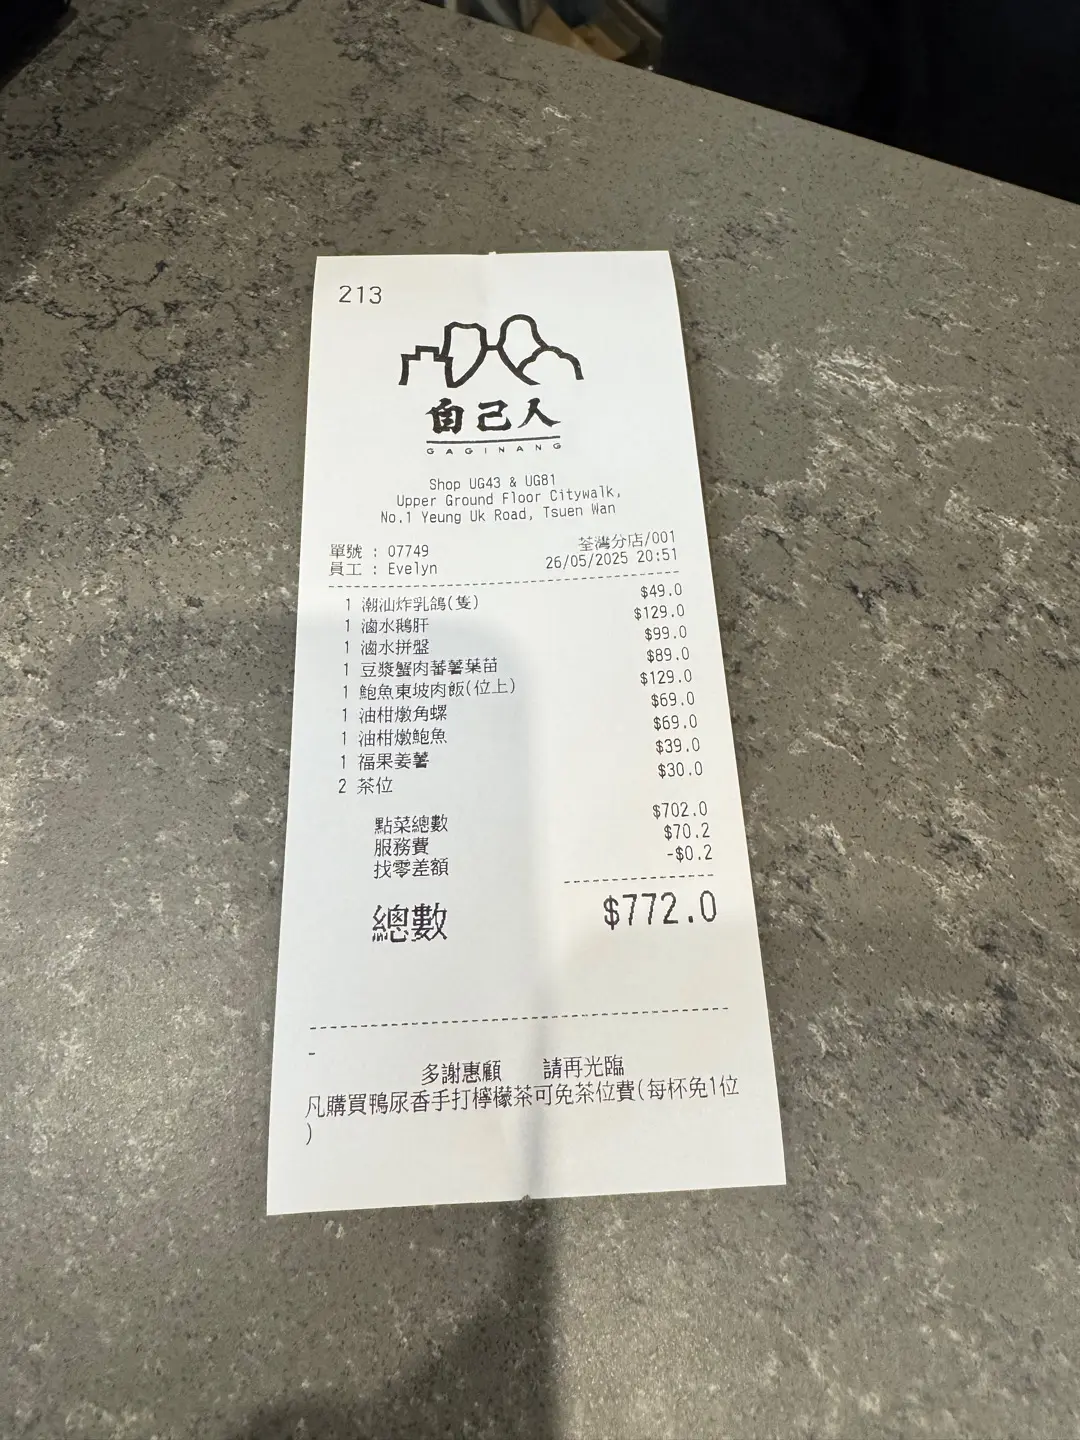 213
自己人
GAGINANG
Shop UG43 & UG81
Upper Ground Floor Citywalk,
No.1 Yeung Uk Road, Tsuen Wan
單號 : 07749 荃灣分店/001
員工 : Evelyn 26/05/2025 20:51
1 潮汕炸乳鴿(隻) $49.0
1 滷水鵝肝 $129.0
1 滷水拼盤 $99.0
1 豆漿蟹肉蕃薯葉苗 $89.0
1 鮑魚東坡肉飯(位上) $129.0
1 油柑燉角螺 $69.0
1 油柑燉鮑魚 $69.0
1 福果姜薯 $39.0
2 茶位 $30.0
點菜總數 $702.0
服務費 $70.2
找零差額 -$0.2
總數 $772.0
-
多謝惠顧 請再光臨
凡購買鴨尿香手打檸檬茶可免茶位費(每杯免1位
)